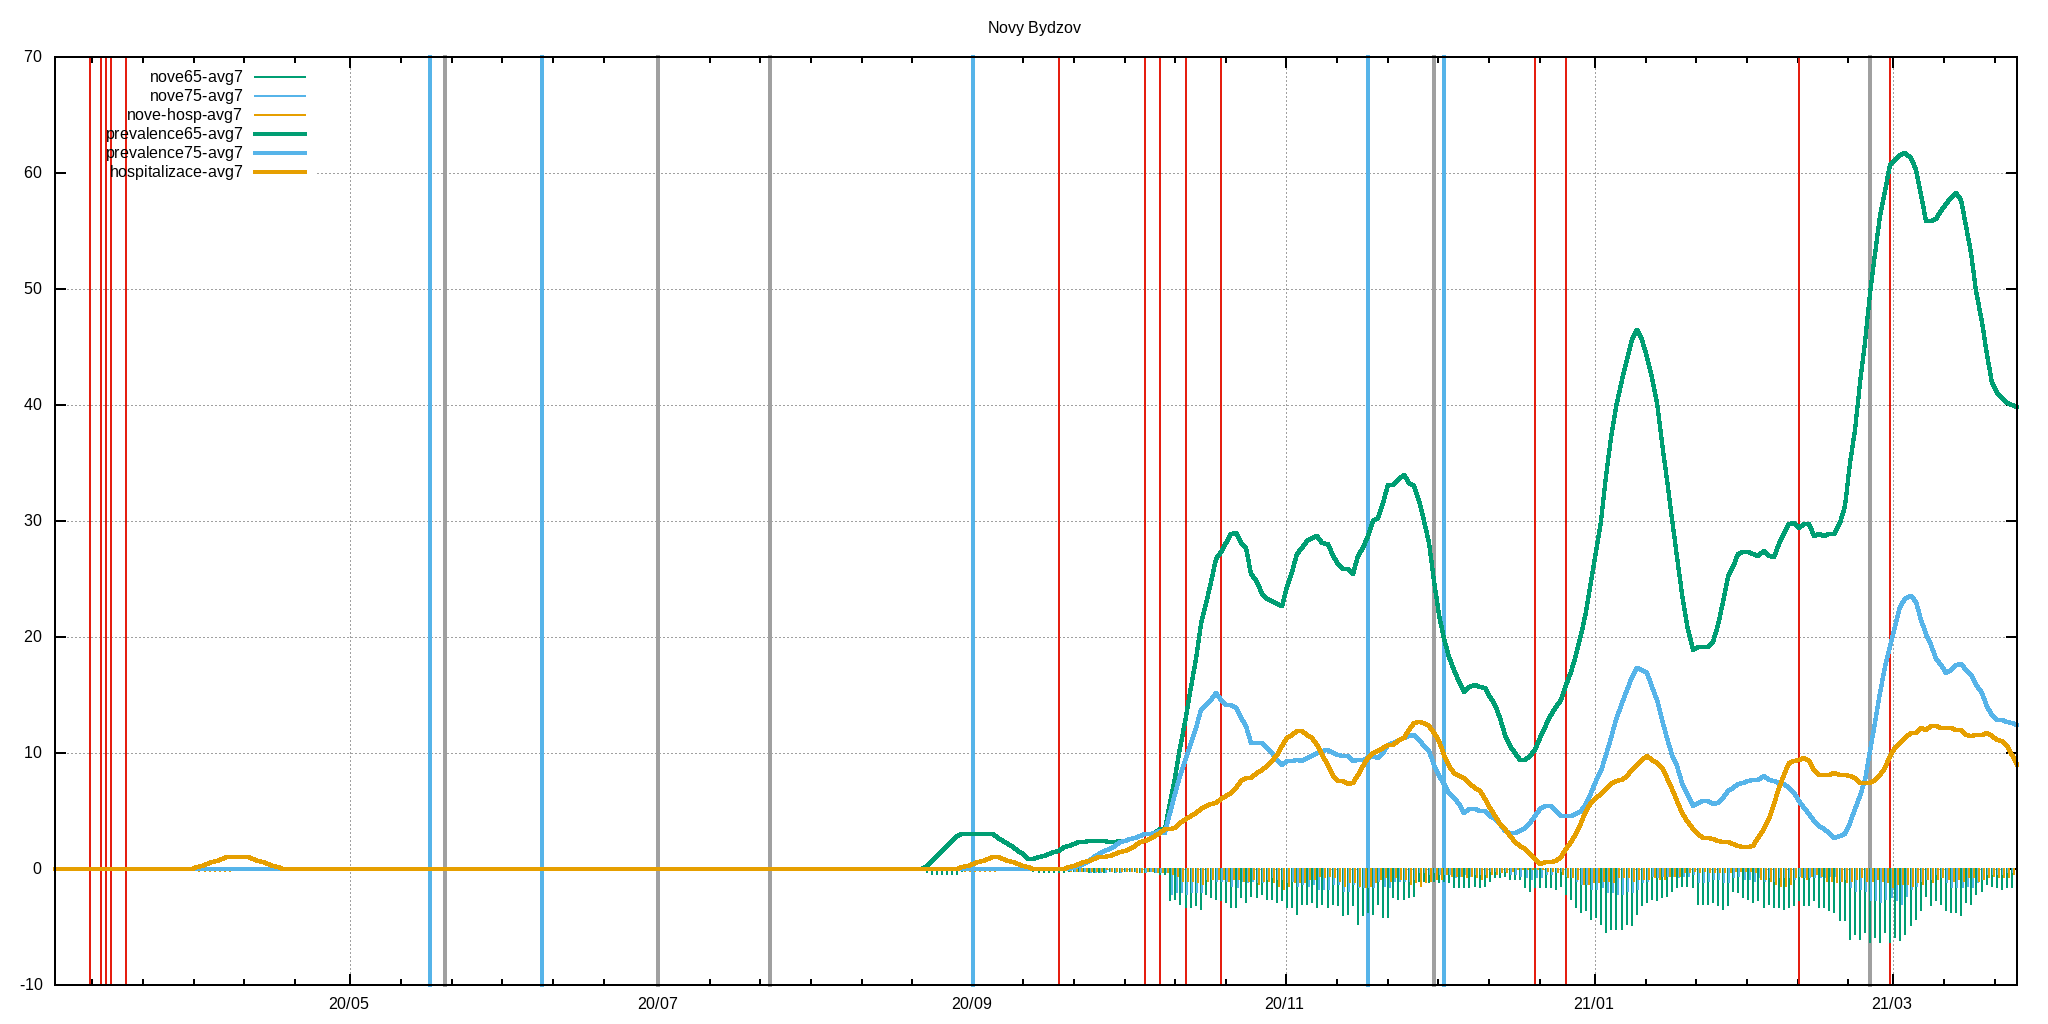 Novy Bydzov
70
60
50
40
30
20
10
0
-10
nove65-avg7
nove75-avg7
nove-hosp-avg7
prevalence65-avg7
prevalence75-avg7
hospitalizace-avg7
20/05 20/07 20/09 20/11 21/01 21/03